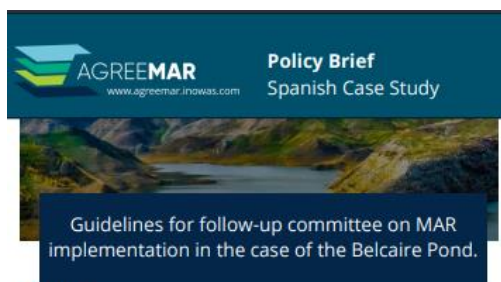 AGREEMAR
www.agreemar.inowas.com
Policy Brief
Spanish Case Study
Guidelines for follow-up committee on MAR
implementation in the case of the Belcaire Pond.